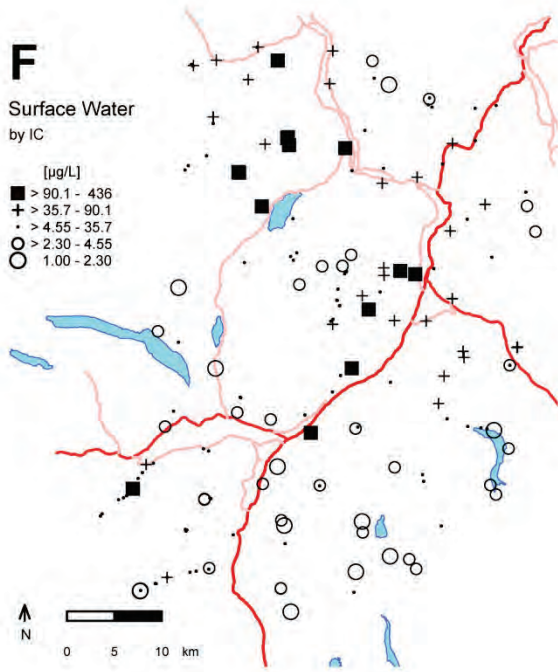 F
Surface Water
by IC
[µg/L]
> 90.1 - 436
> 35.7 - 90.1
> 4.55 - 35.7
> 2.30 - 4.55
1.00 - 2.30
N
0 5 10 km